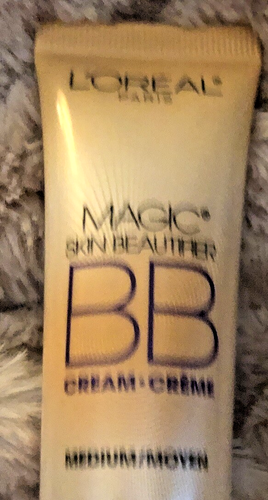 L'ORÉAL®
PARIS
MAGIC®
SKIN BEAUTIFIER
BB
CREAM•CRÈME
MEDIUM/MOYEN